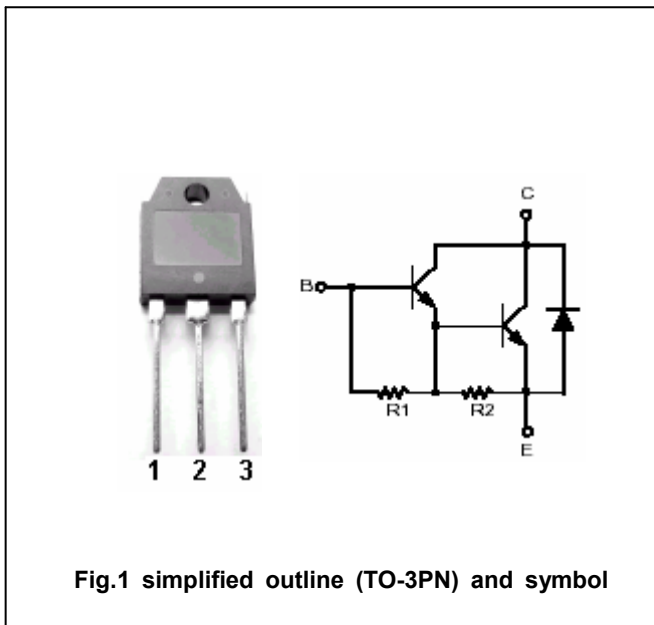 C
B
R1 R2
E
1 2 3
Fig.1 simplified outline (TO-3PN) and symbol